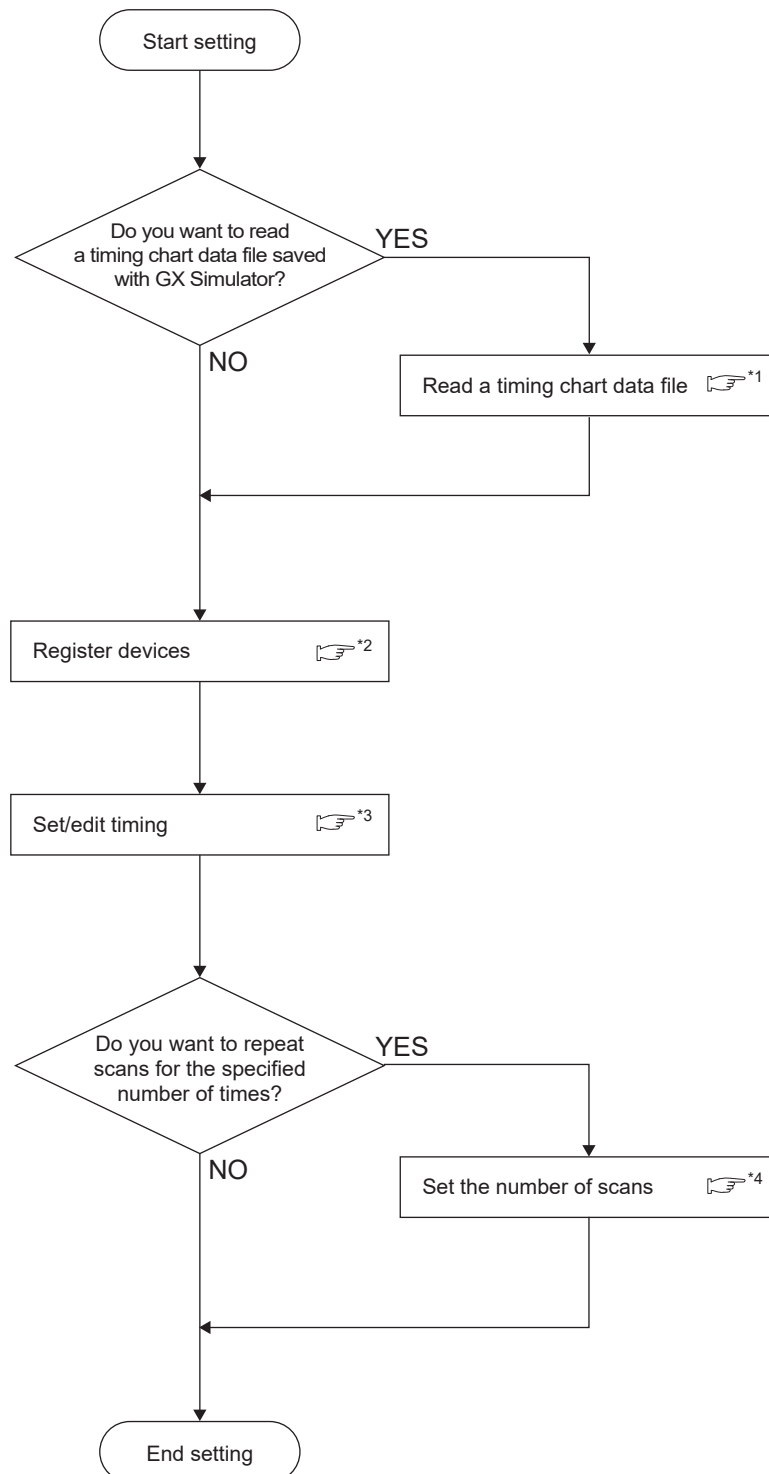 Start setting
Do you want to read
a timing chart data file saved
with GX Simulator?
YES
NO
Read a timing chart data file *1
Register devices *2
Set/edit timing *3
Do you want to repeat
scans for the specified
number of times?
YES
NO
Set the number of scans *4
End setting